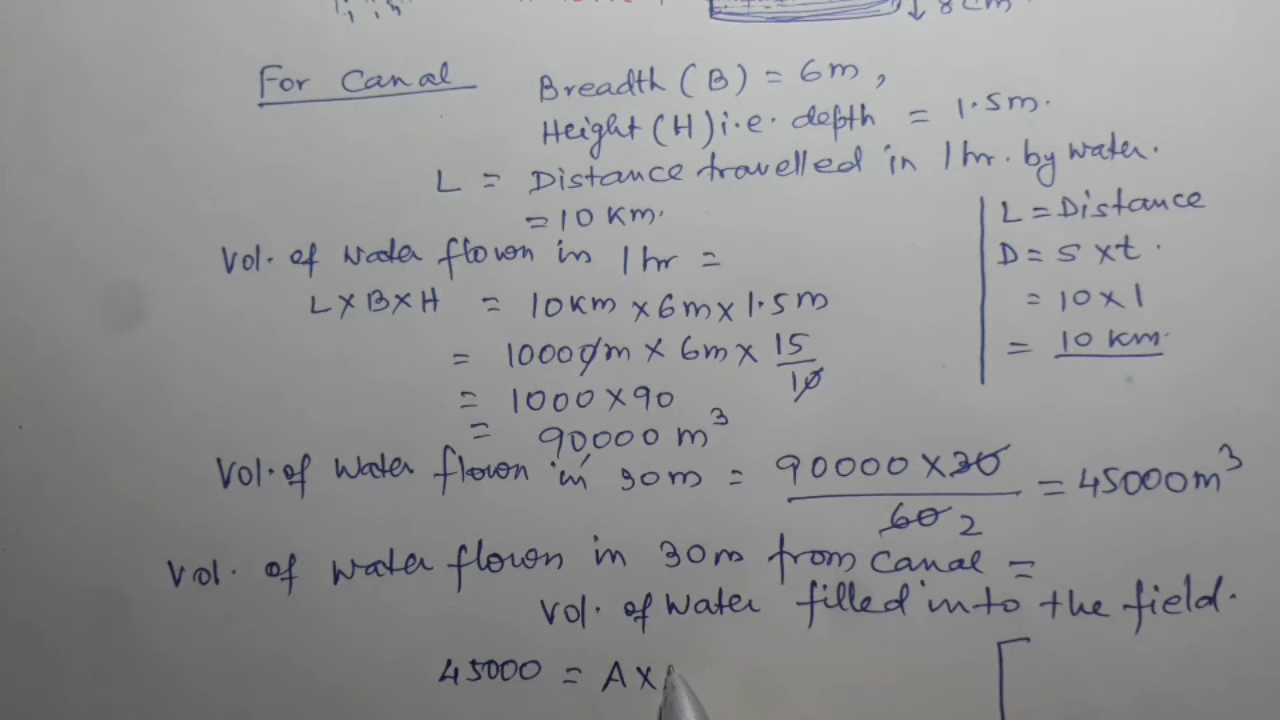 8cm
For Canal Breadth (B) = 6m,
Height (H) i.e. depth = 1.5m.
L = Distance travelled in 1hr. by water.
= 10 Km.
Vol. of water flown in 1hr =
L×B×H = 10Km × 6m × 1.5m
= 10000m × 6m × 15/10
= 1000×90
= 90000 m³
L = Distance
D = S×t.
= 10×1
= 10 km.
Vol. of Water flown in 30m = 90000×30/60 2 = 45000m³
Vol. of water flown in 30m from Canal =
Vol. of Water filled into the field.
45000 = A×